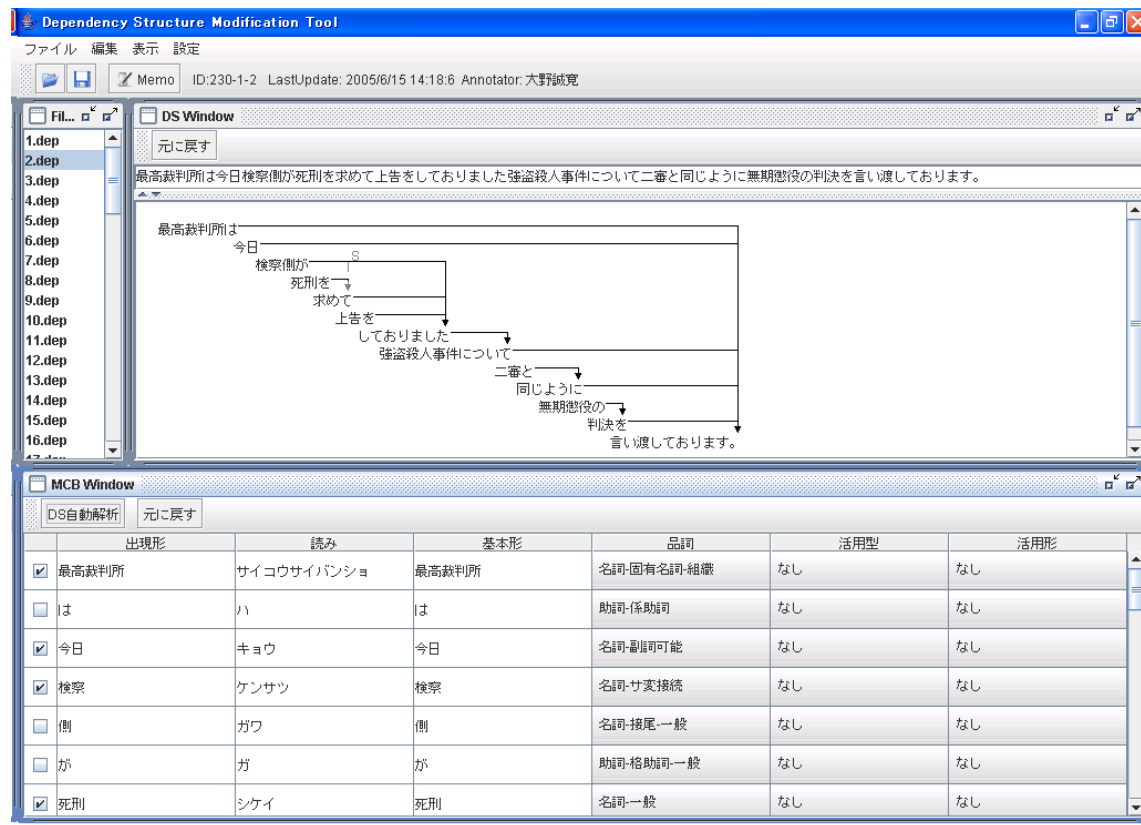 Dependency Structure Modification Tool
ファイル 編集 表示 設定
Memo ID:230-1-2 LastUpdate: 2005/6/15 14:18:6 Annotator: 大野誠寛
Fil...
1.dep
2.dep
3.dep
4.dep
5.dep
6.dep
7.dep
8.dep
9.dep
10.dep
11.dep
12.dep
13.dep
14.dep
15.dep
16.dep
17.dep
DS Window
元に戻す
最高裁判所は今日検察側が死刑を求めて上告をしておりました強盗殺人事件について二審と同じように無期懲役の判決を言い渡しております。
最高裁判所は
今日
S
検察側が
死刑を
求めて
上告を
しておりました
強盗殺人事件について
二審と
同じように
無期懲役の
判決を
言い渡しております。
MCB Window
DS自動解析 元に戻す
出現形 読み 基本形 品詞 活用型 活用形
最高裁判所 サイコウサイバンショ 最高裁判所 名詞-固有名詞-組織 なし なし
は ハ は 助詞-係助詞 なし なし
今日 キョウ 今日 名詞-副詞可能 なし なし
検察 ケンサツ 検察 名詞-サ変接続 なし なし
側 ガワ 側 名詞-接尾-一般 なし なし
が ガ が 助詞-格助詞-一般 なし なし
死刑 シケイ 死刑 名詞-一般 なし なし